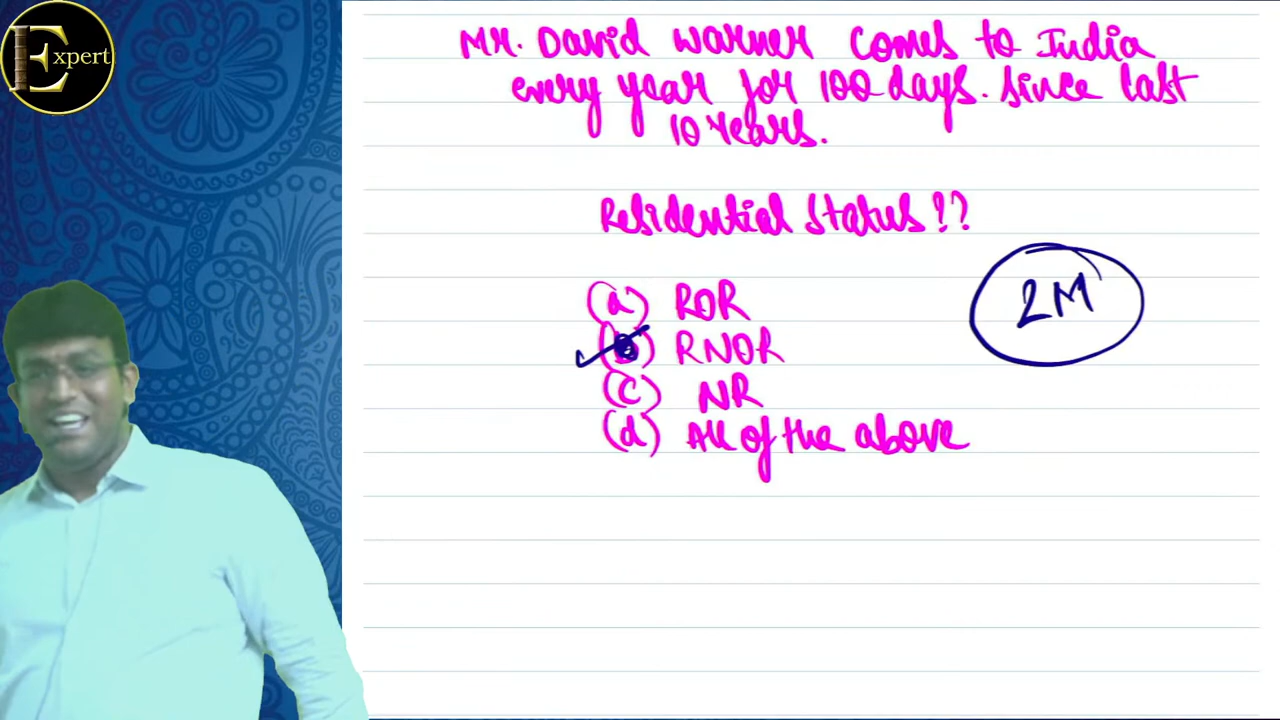 Expert
Mr. David Warner comes to India
every year for 100 days. Since last
10 Years.
Residential Status!??
(a) ROR
(b) RNOR
(c) NR
(d) All of the above
2M